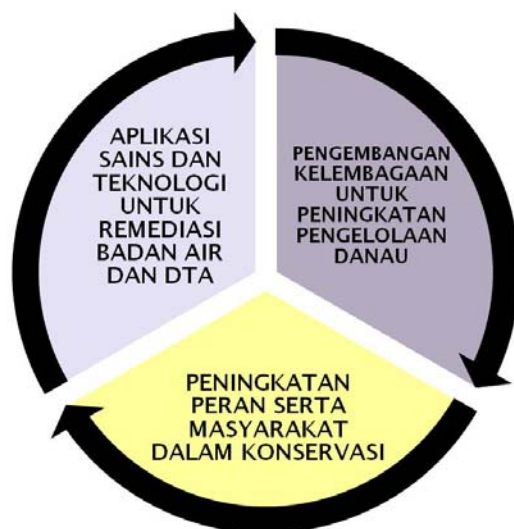 APLIKASI
SAINS DAN
TEKNOLOGI
UNTUK
REMEDIASI
BADAN AIR
DAN DTA
PENGEMBANGAN
KELEMBAGAAN
UNTUK
PENINGKATAN
PENGELOLAAN
DANAU
PENINGKATAN
PERAN SERTA
MASYARAKAT
DALAM KONSERVASI